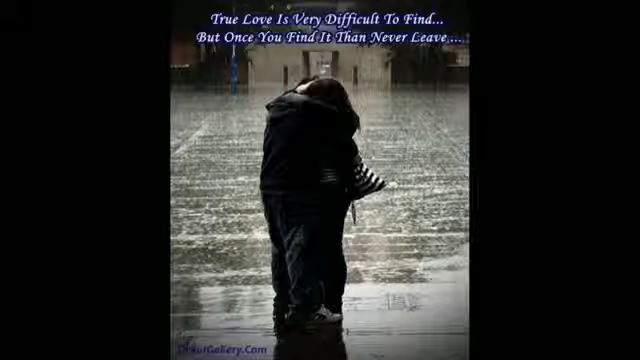 True Love Is Very Difficult To Find...
But Once You Find It Than Never Leave....